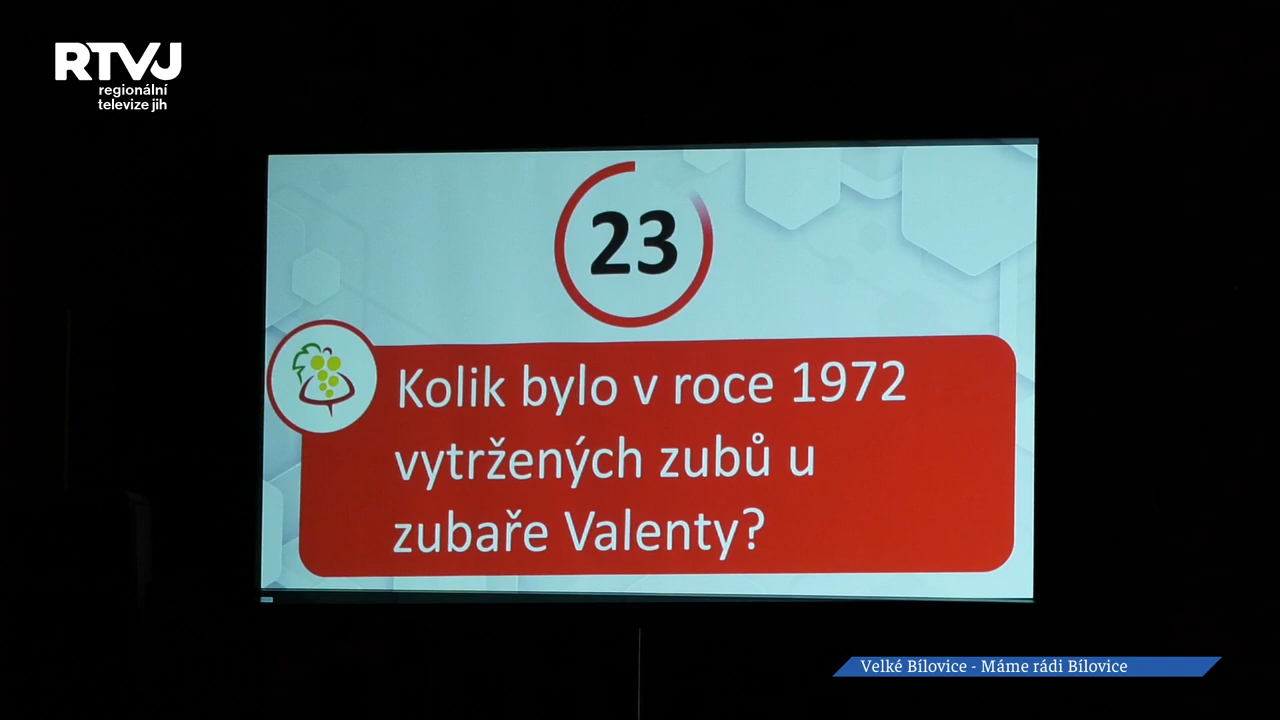 RTVJ
regionální
televize jih
23
Kolik bylo v roce 1972
vytržených zubů u
zubaře Valenty?
Velké Bílovice - Máme rádi Bílovice